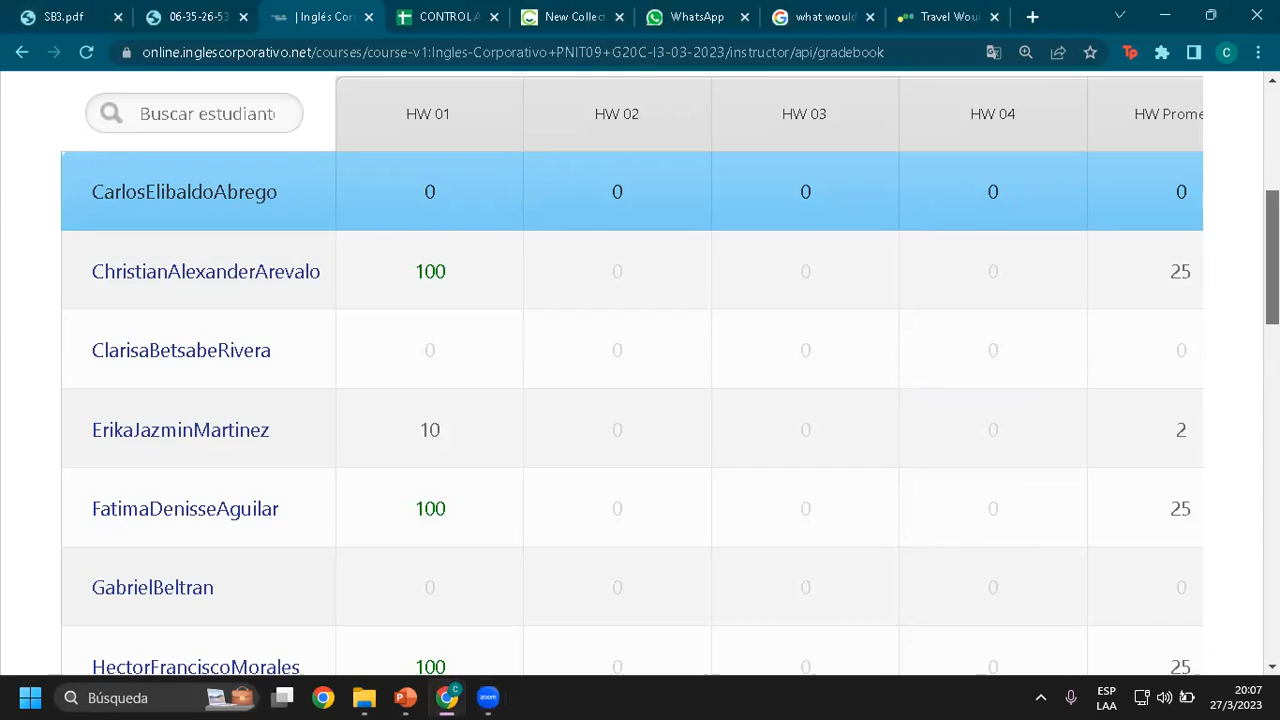 SB3.pdf
06-35-26-53
| Inglés Cor
CONTROL A
New Collect
WhatsApp
what would
Travel Wou
online.inglescorporativo.net/courses/course-v1:Ingles-Corporativo+PNIT09+G20C-I3-03-2023/instructor/api/gradebook
Tp
C
Buscar estudiant
HW 01
HW 02
HW 03
HW 04
HW Prome
CarlosElibaldoAbrego 0 0 0 0 0
ChristianAlexanderArevalo 100 0 0 0 25
ClarisaBetsabeRivera 0 0 0 0 0
ErikaJazminMartinez 10 0 0 0 2
FatimaDenisseAguilar 100 0 0 0 25
GabrielBeltran 0 0 0 0 0
HectorFranciscoMorales 100 0 0 0 25
Búsqueda
zoom
ESP
LAA
20:07
27/3/2023